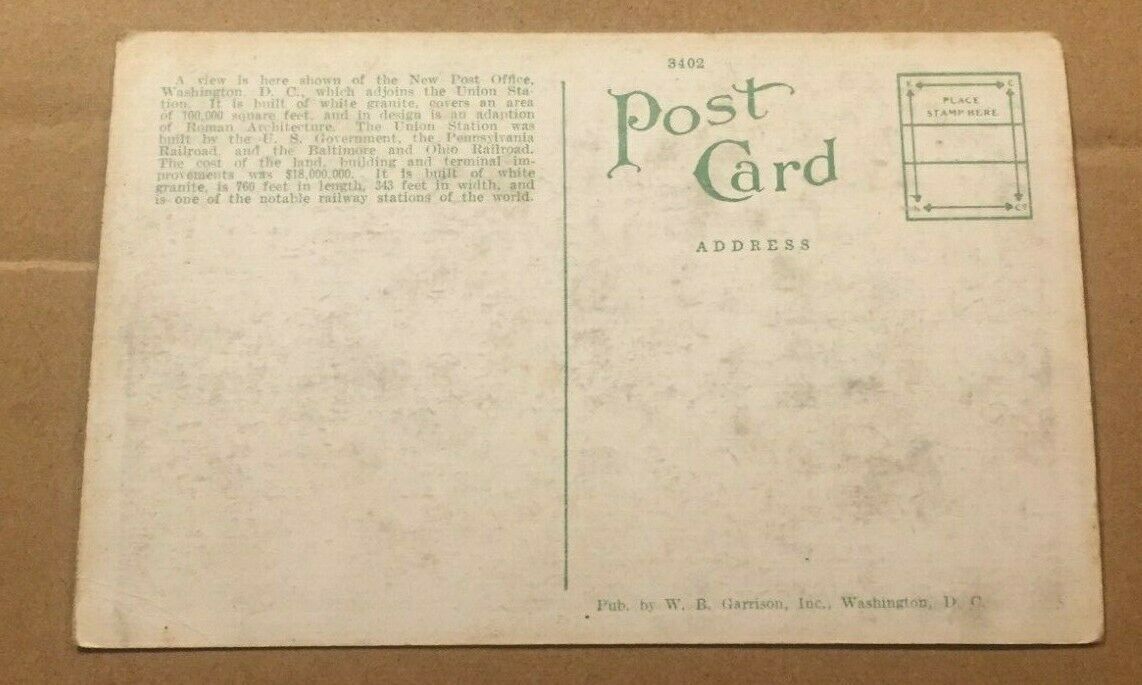 A view is here shown of the New Post Office,
Washington D. C., which adjoins the Union Sta-
tion. It is built of white granite, covers an area
of 700,000 square feet, and in design is an adaption
of Roman Architecture. The Union Station was
built by the U. S. Government, the Pennsylvania
Railroad, and the Baltimore and Ohio Railroad.
The cost of the land, building and terminal im-
provements was $18,000,000. It is built of white
granite, is 760 feet in length, 343 feet in width, and
is one of the notable railway stations of the world.
3402
Post
Card
PLACE
STAMP HERE
ADDRESS
Pub. by W. B. Garrison, Inc., Washington, D. C.